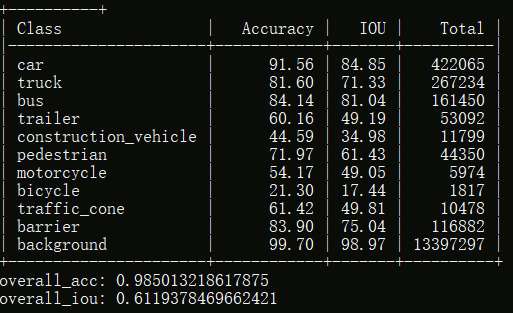 +-----------+
| Class | Accuracy | IOU | Total |
|----------------------+------------+-------+----------|
| car | 91.56 | 84.85 | 422065 |
| truck | 81.60 | 71.33 | 267234 |
| bus | 84.14 | 81.04 | 161450 |
| trailer | 60.16 | 49.19 | 53092 |
| construction_vehicle | 44.59 | 34.98 | 11799 |
| pedestrian | 71.97 | 61.43 | 44350 |
| motorcycle | 54.17 | 49.05 | 5974 |
| bicycle | 21.30 | 17.44 | 1817 |
| traffic_cone | 61.42 | 49.81 | 10478 |
| barrier | 83.90 | 75.04 | 116882 |
| background | 99.70 | 98.97 | 13397297 |
+----------------------+------------+-------+----------+
overall_acc: 0.985013218617875
overall_iou: 0.6119378469662421